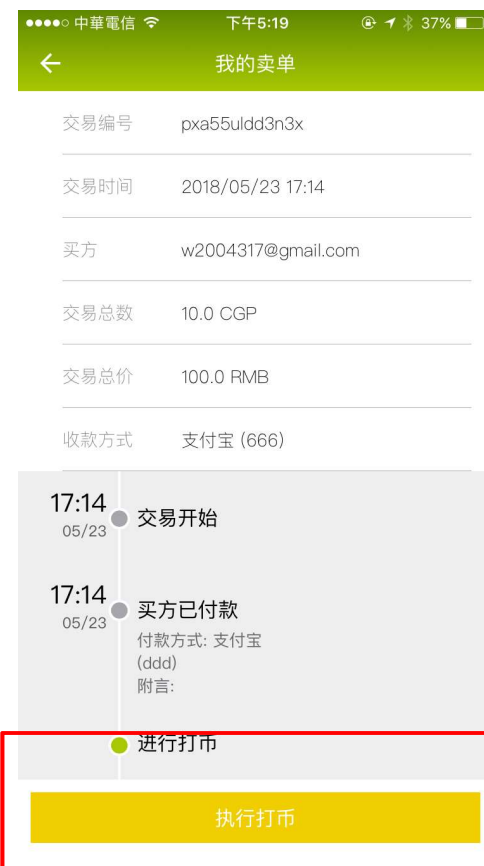 中華電信 下午5:19 37%
我的卖单
交易编号 pxa55uldd3n3x
交易时间 2018/05/23 17:14
买方 w2004317@gmail.com
交易总数 10.0 CGP
交易总价 100.0 RMB
收款方式 支付宝 (666)
17:14 交易开始
05/23
17:14 买方已付款
05/23 付款方式: 支付宝
(ddd)
附言:
进行打币
执行打币